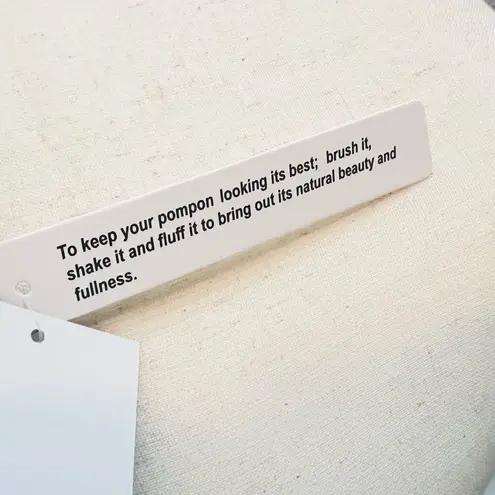 To keep your pompon looking its best; brush it,
shake it and fluff it to bring out its natural beauty and
fullness.